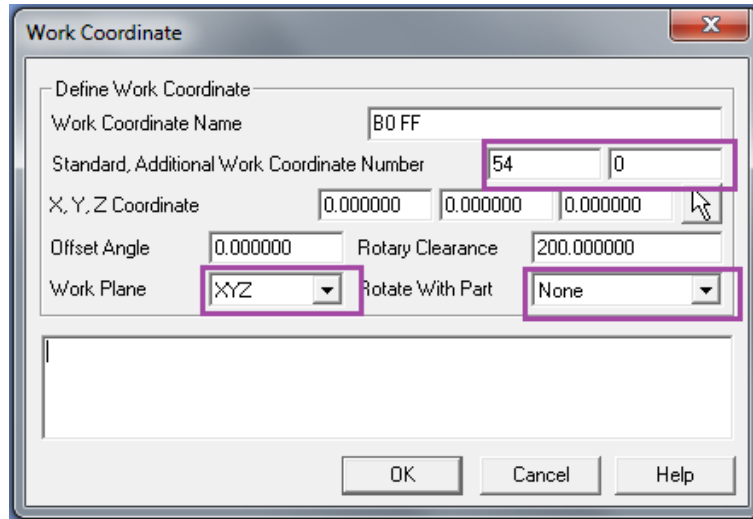 Work Coordinate
Define Work Coordinate
Work Coordinate Name B0 FF
Standard, Additional Work Coordinate Number 54 0
X, Y, Z Coordinate 0.000000 0.000000 0.000000
Offset Angle 0.000000 Rotary Clearance 200.000000
Work Plane XYZ Rotate With Part None
OK Cancel Help